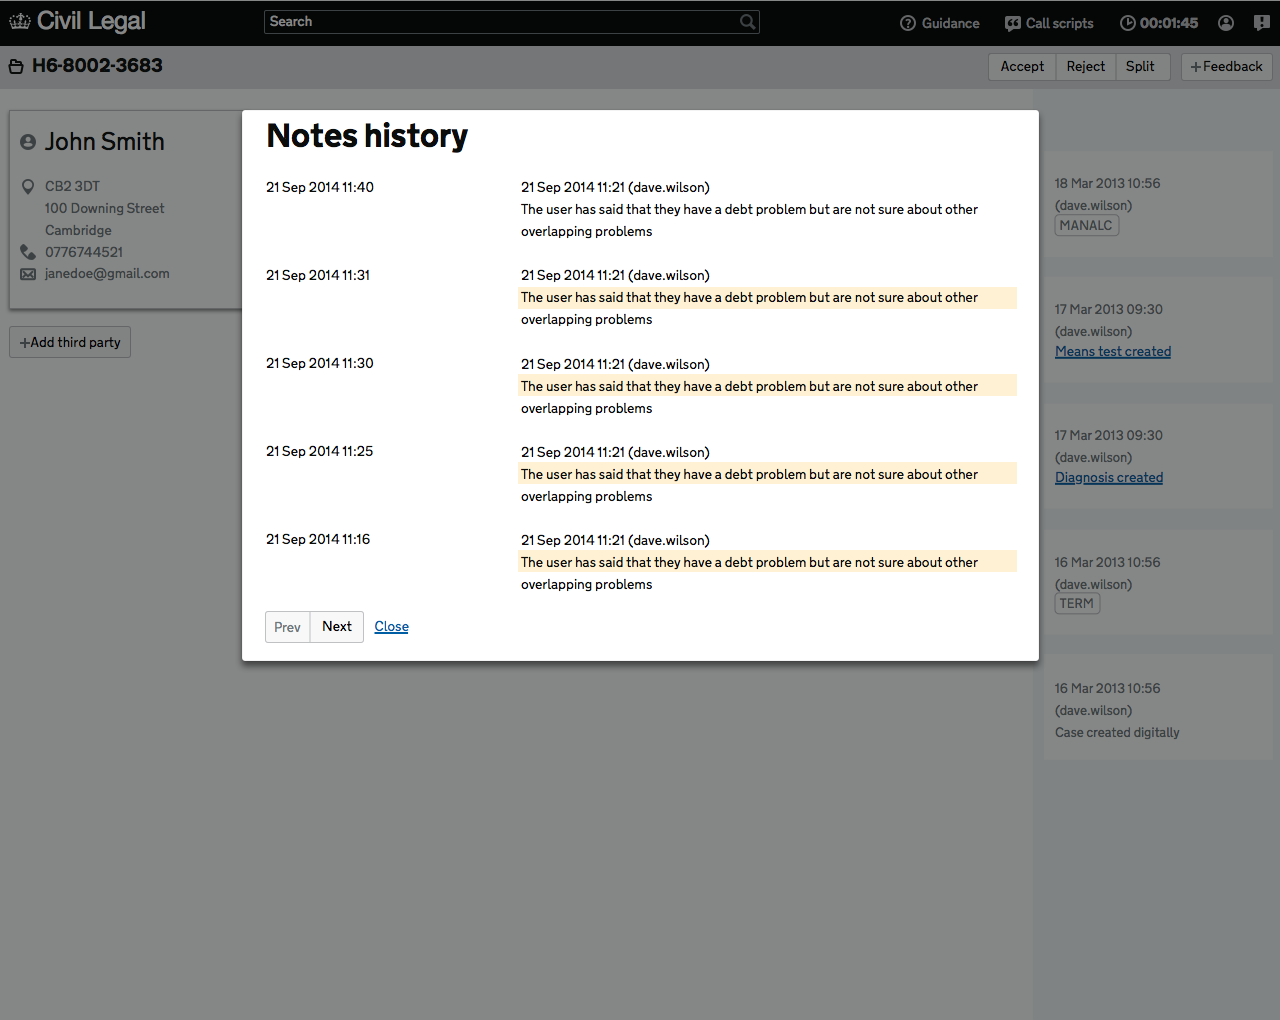 Civil Legal
Search
Guidance
Call scripts
00:01:45
H6-8002-3683
Accept
Reject
Split
+Feedback
John Smith
CB2 3DT
100 Downing Street
Cambridge
0776744521
janedoe@gmail.com
+Add third party
Notes history
21 Sep 2014 11:40
21 Sep 2014 11:21 (dave.wilson)
The user has said that they have a debt problem but are not sure about other
overlapping problems
21 Sep 2014 11:31
21 Sep 2014 11:21 (dave.wilson)
The user has said that they have a debt problem but are not sure about other
overlapping problems
21 Sep 2014 11:30
21 Sep 2014 11:21 (dave.wilson)
The user has said that they have a debt problem but are not sure about other
overlapping problems
21 Sep 2014 11:25
21 Sep 2014 11:21 (dave.wilson)
The user has said that they have a debt problem but are not sure about other
overlapping problems
21 Sep 2014 11:16
21 Sep 2014 11:21 (dave.wilson)
The user has said that they have a debt problem but are not sure about other
overlapping problems
Prev
Next
Close
18 Mar 2013 10:56
(dave.wilson)
MANALC
17 Mar 2013 09:30
(dave.wilson)
Means test created
17 Mar 2013 09:30
(dave.wilson)
Diagnosis created
16 Mar 2013 10:56
(dave.wilson)
TERM
16 Mar 2013 10:56
(dave.wilson)
Case created digitally